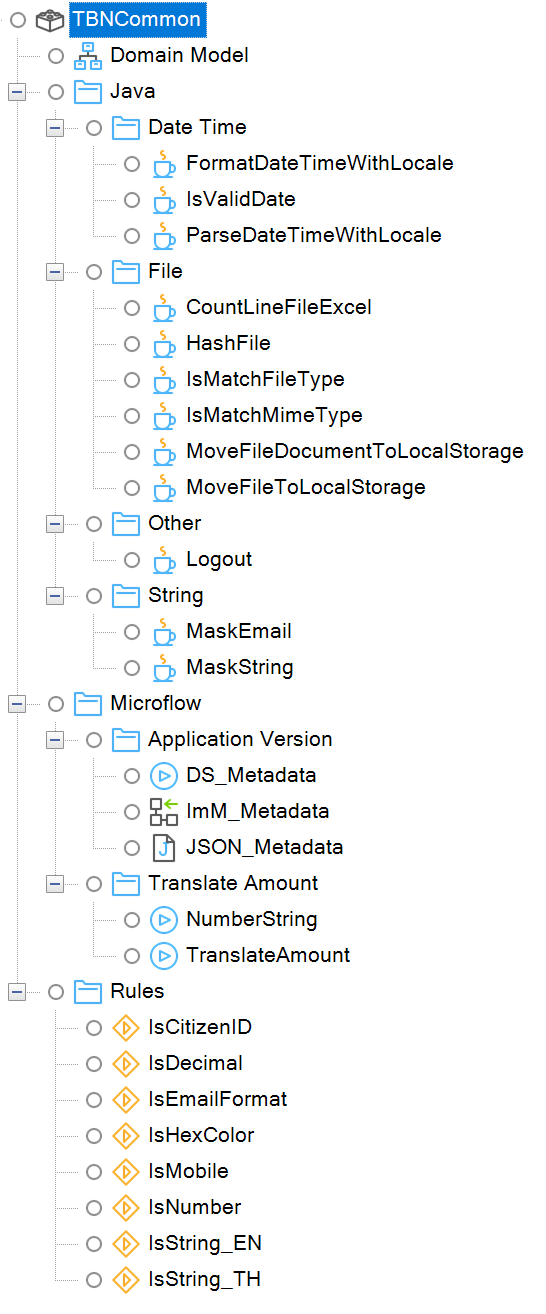 TBNCommon
Domain Model
Java
Date Time
FormatDateTimeWithLocale
IsValidDate
ParseDateTimeWithLocale
File
CountLineFileExcel
HashFile
IsMatchFileType
IsMatchMimeType
MoveFileDocumentToLocalStorage
MoveFileToLocalStorage
Other
Logout
String
MaskEmail
MaskString
Microflow
Application Version
DS_Metadata
ImM_Metadata
JSON_Metadata
Translate Amount
NumberString
TranslateAmount
Rules
IsCitizenID
IsDecimal
IsEmailFormat
IsHexColor
IsMobile
IsNumber
IsString_EN
IsString_TH